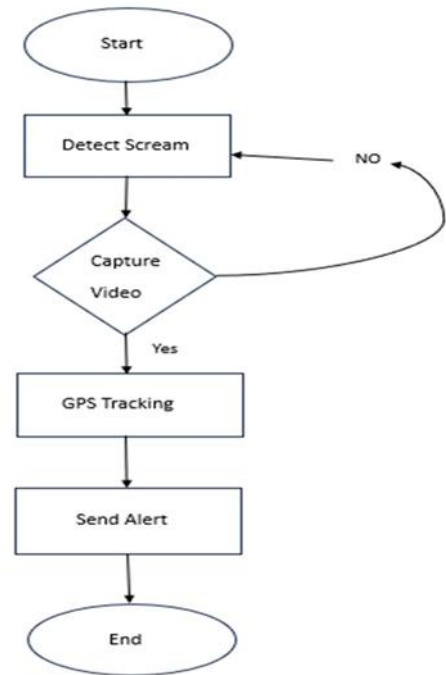 Start
Detect Scream
NO
Capture
Video
Yes
GPS Tracking
Send Alert
End